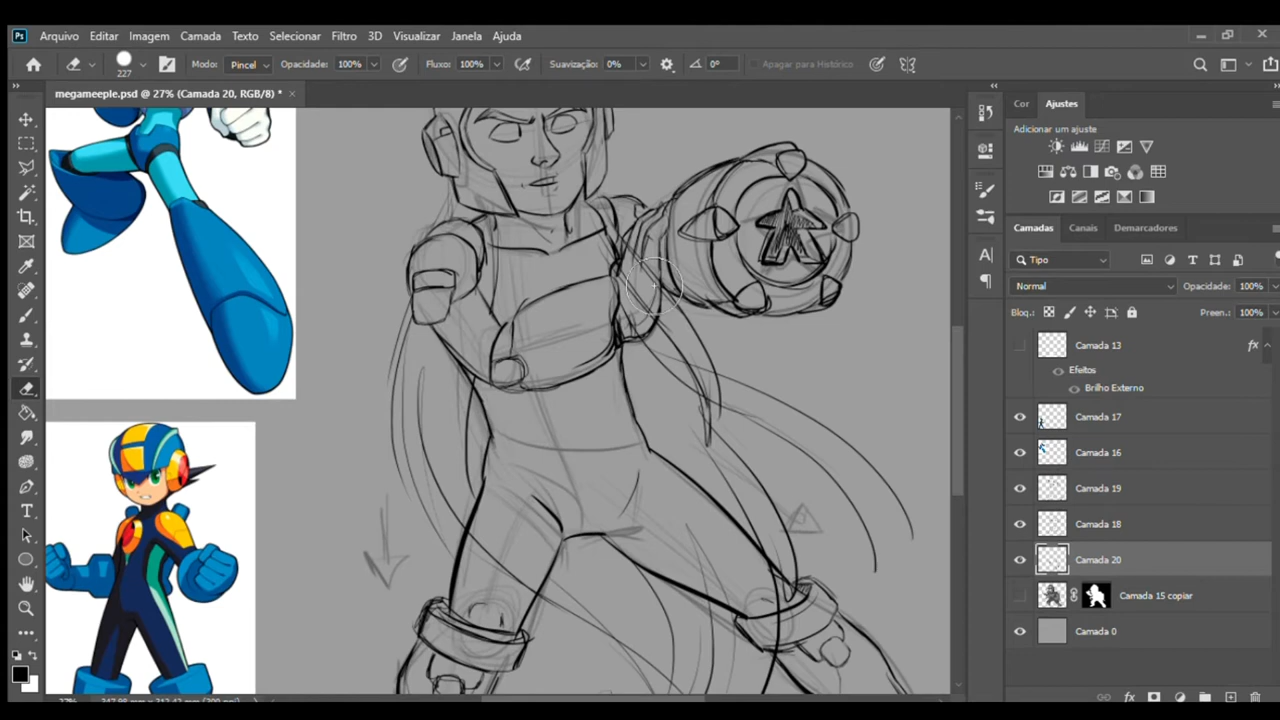 Ps Arquivo Editar Imagem Camada Texto Selecionar Filtro 3D Visualizar Janela Ajuda
227 Modo: Pincel Opacidade: 100% Fluxo: 100% Suavização: 0% 0° Apagar para Histórico
megameeple.psd @ 27% (Camada 20, RGB/8) *
Cor Ajustes
Adicionar um ajuste
Camadas Canais Demarcadores
Tipo
Normal Opacidade: 100%
Bloq.: Preen.: 100%
Camada 13 fx
Efeitos
Brilho Externo
Camada 17
Camada 16
Camada 19
Camada 18
Camada 20
Camada 15 copiar
Camada 0